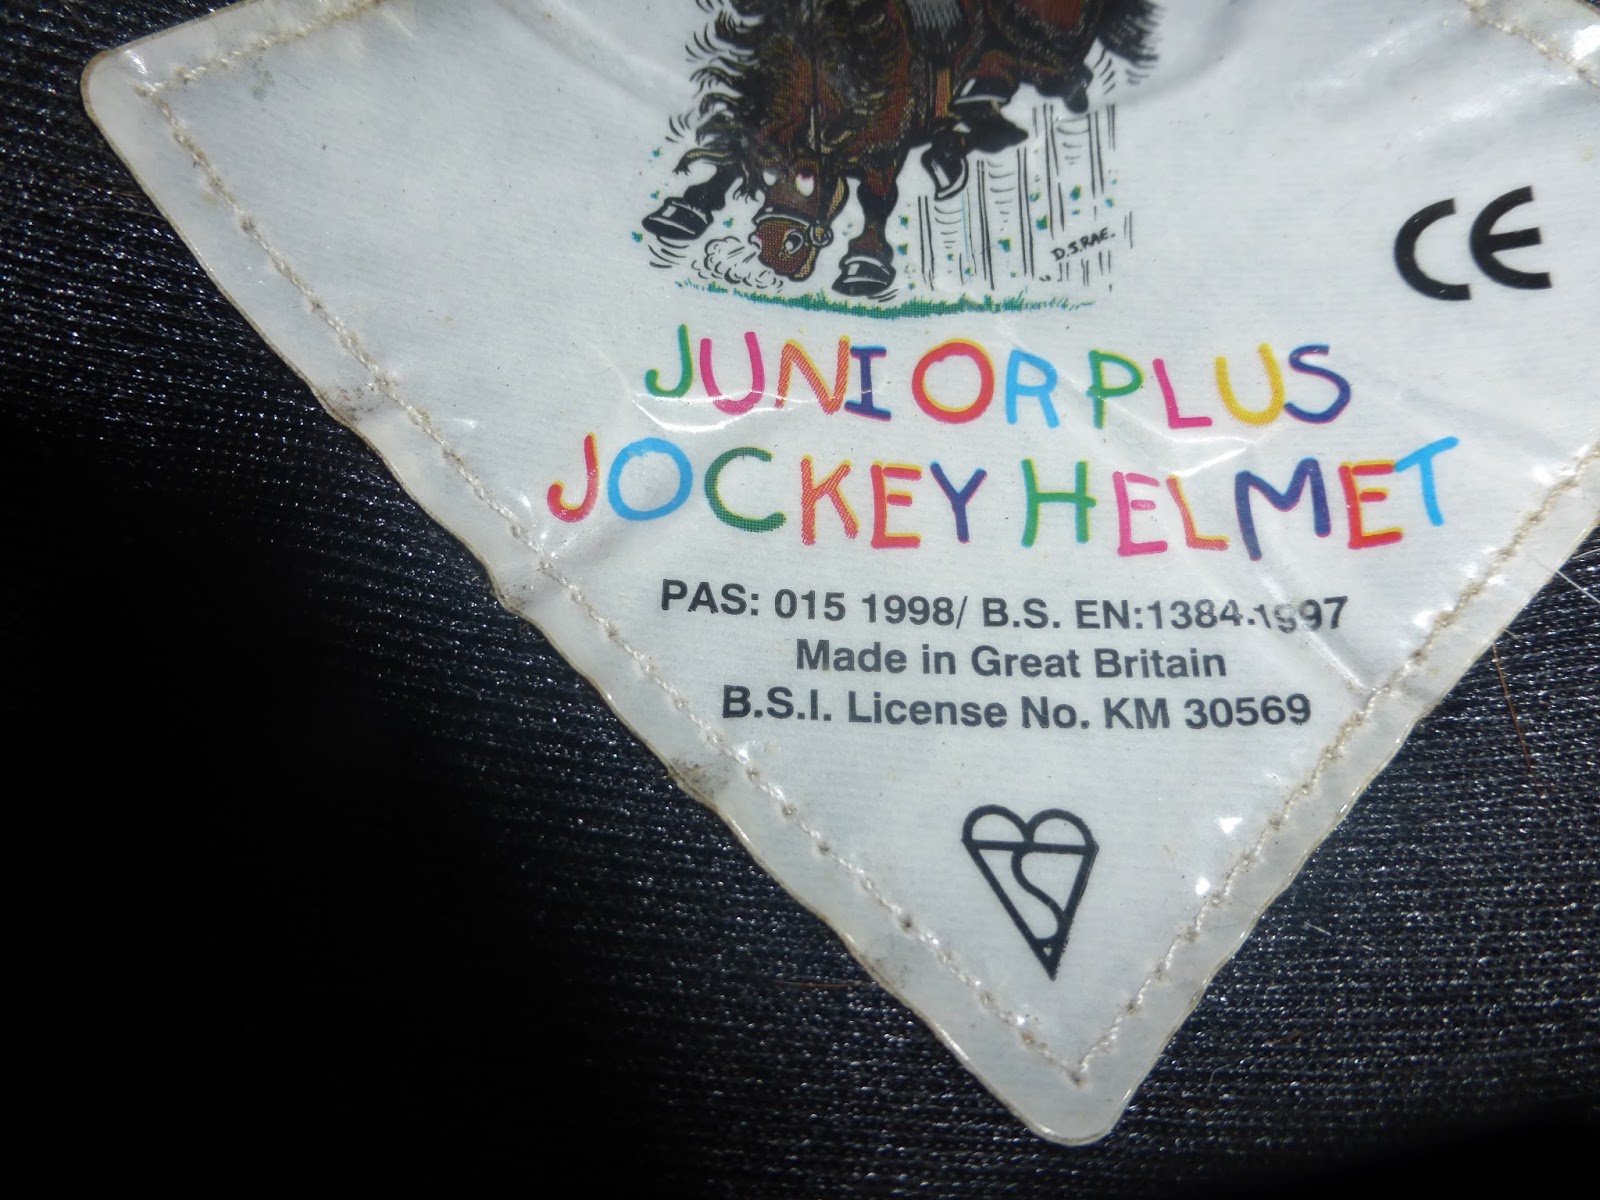 D.S.RAE.
CE
JUNIOR PLUS
JOCKEY HELMET
PAS: 015 1998/ B.S. EN:1384.1997
Made in Great Britain
B.S.I. License No. KM 30569